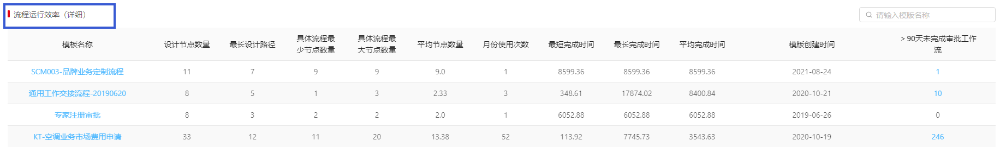 流程运行效率（详细）
请输入模版名称
模板名称 设计节点数量 最长设计路径 具体流程最少节点数量 具体流程最大节点数量 平均节点数量 月份使用次数 最短完成时间 最长完成时间 平均完成时间 模版创建时间 > 90天未完成审批工作流
SCM003-品牌业务定制流程 11 7 9 9 9.0 1 8599.36 8599.36 8599.36 2021-08-24 1
通用工作交接流程-20190620 8 5 1 3 2.33 3 348.61 17874.02 8400.84 2020-10-21 10
专家注册审批 8 3 2 2 2.0 1 6052.88 6052.88 6052.88 2019-06-26 0
KT-空调业务市场费用申请 33 12 11 20 13.38 52 113.92 7745.73 3543.63 2020-10-19 246